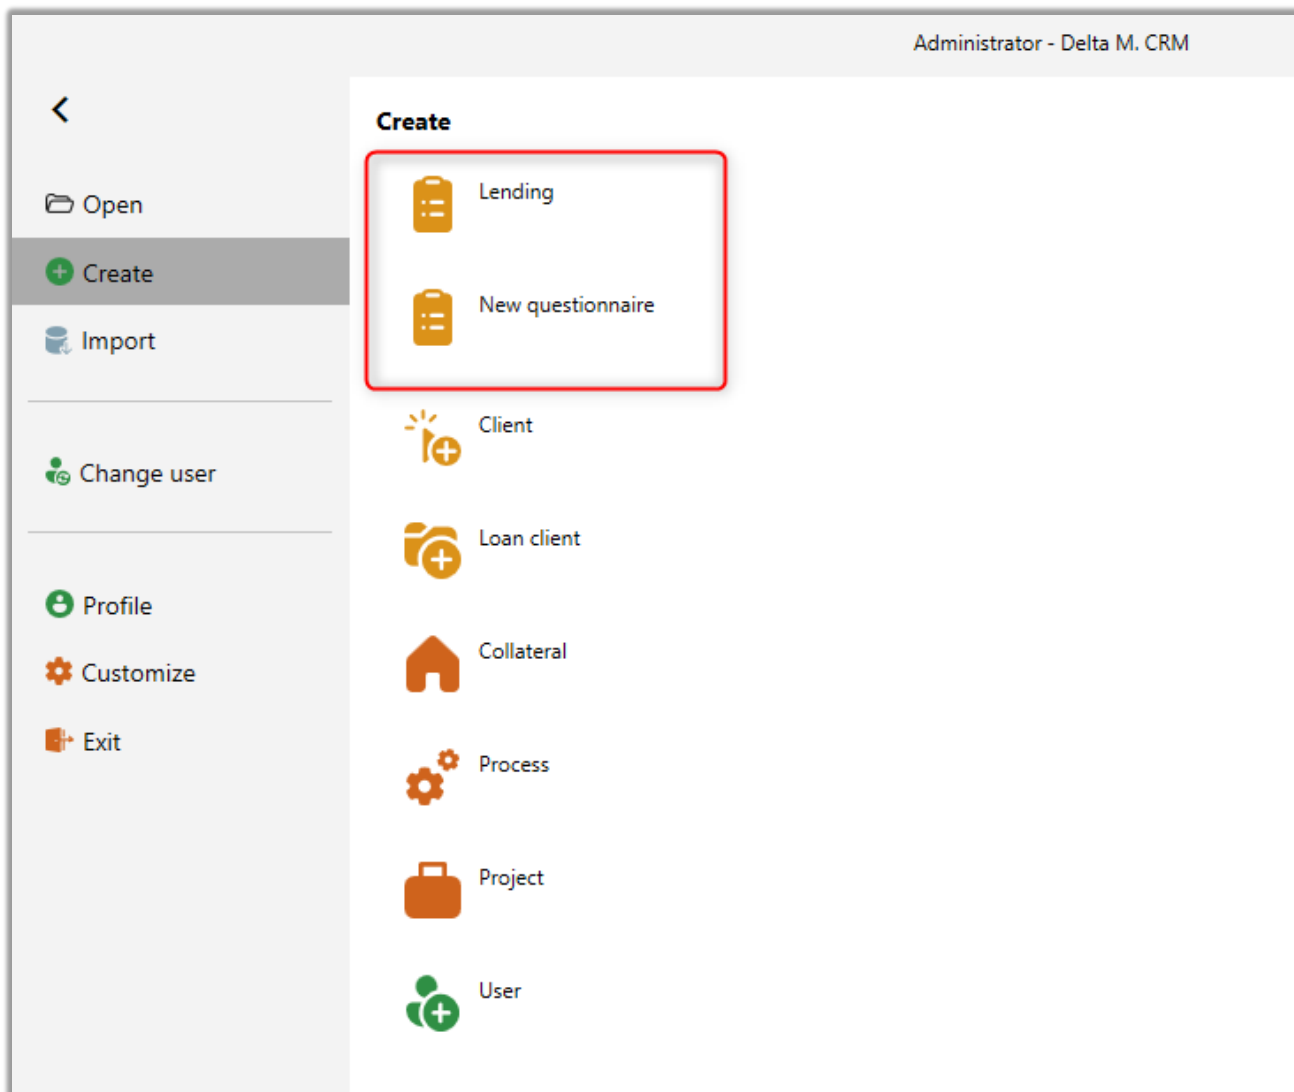 Administrator - Delta M. CRM
Open
Create
Import
Change user
Profile
Customize
Exit
Create
Lending
New questionnaire
Client
Loan client
Collateral
Process
Project
User